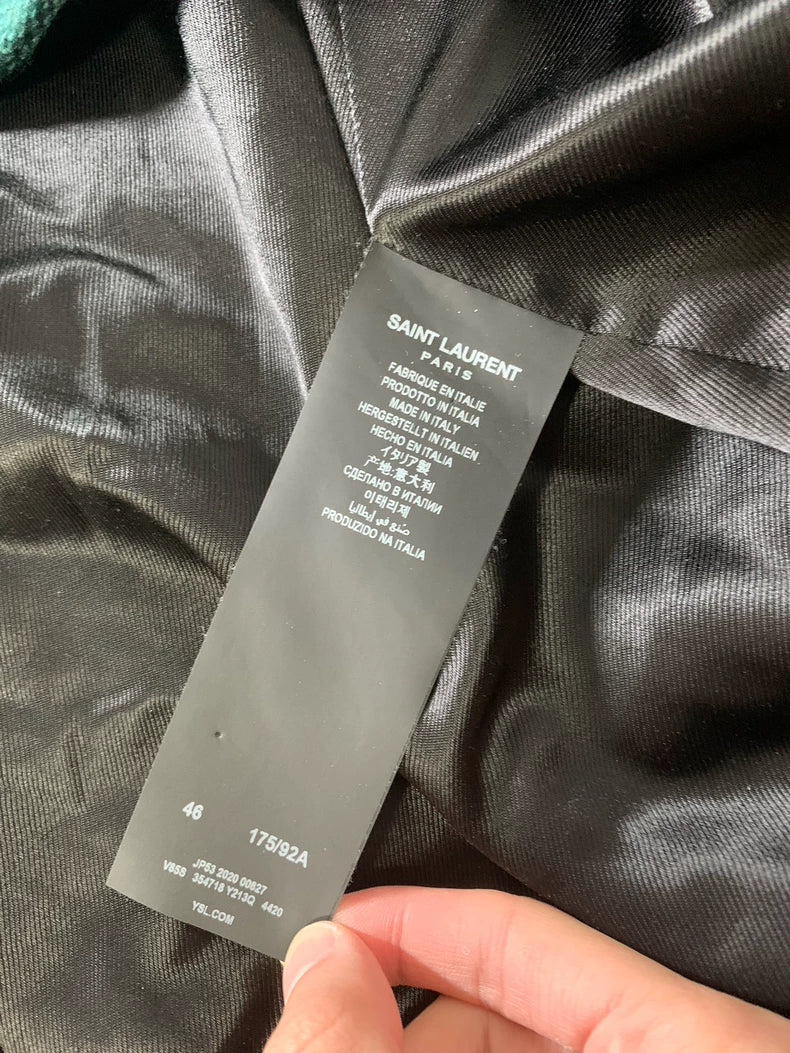 SAINT LAURENT
PARIS
FABRIQUE EN ITALIE
PRODOTTO IN ITALIA
MADE IN ITALY
HERGESTELLT IN ITALIEN
HECHO EN ITALIA
イタリア製
产地:意大利
СДЕЛАНО В ИТАЛИИ
이태리제
صُنع في إيطاليا
PRODUZIDO NA ITALIA
46 175/92A
JP53 2020 00827
V8S8 354718 Y213Q 4420
YSL.COM